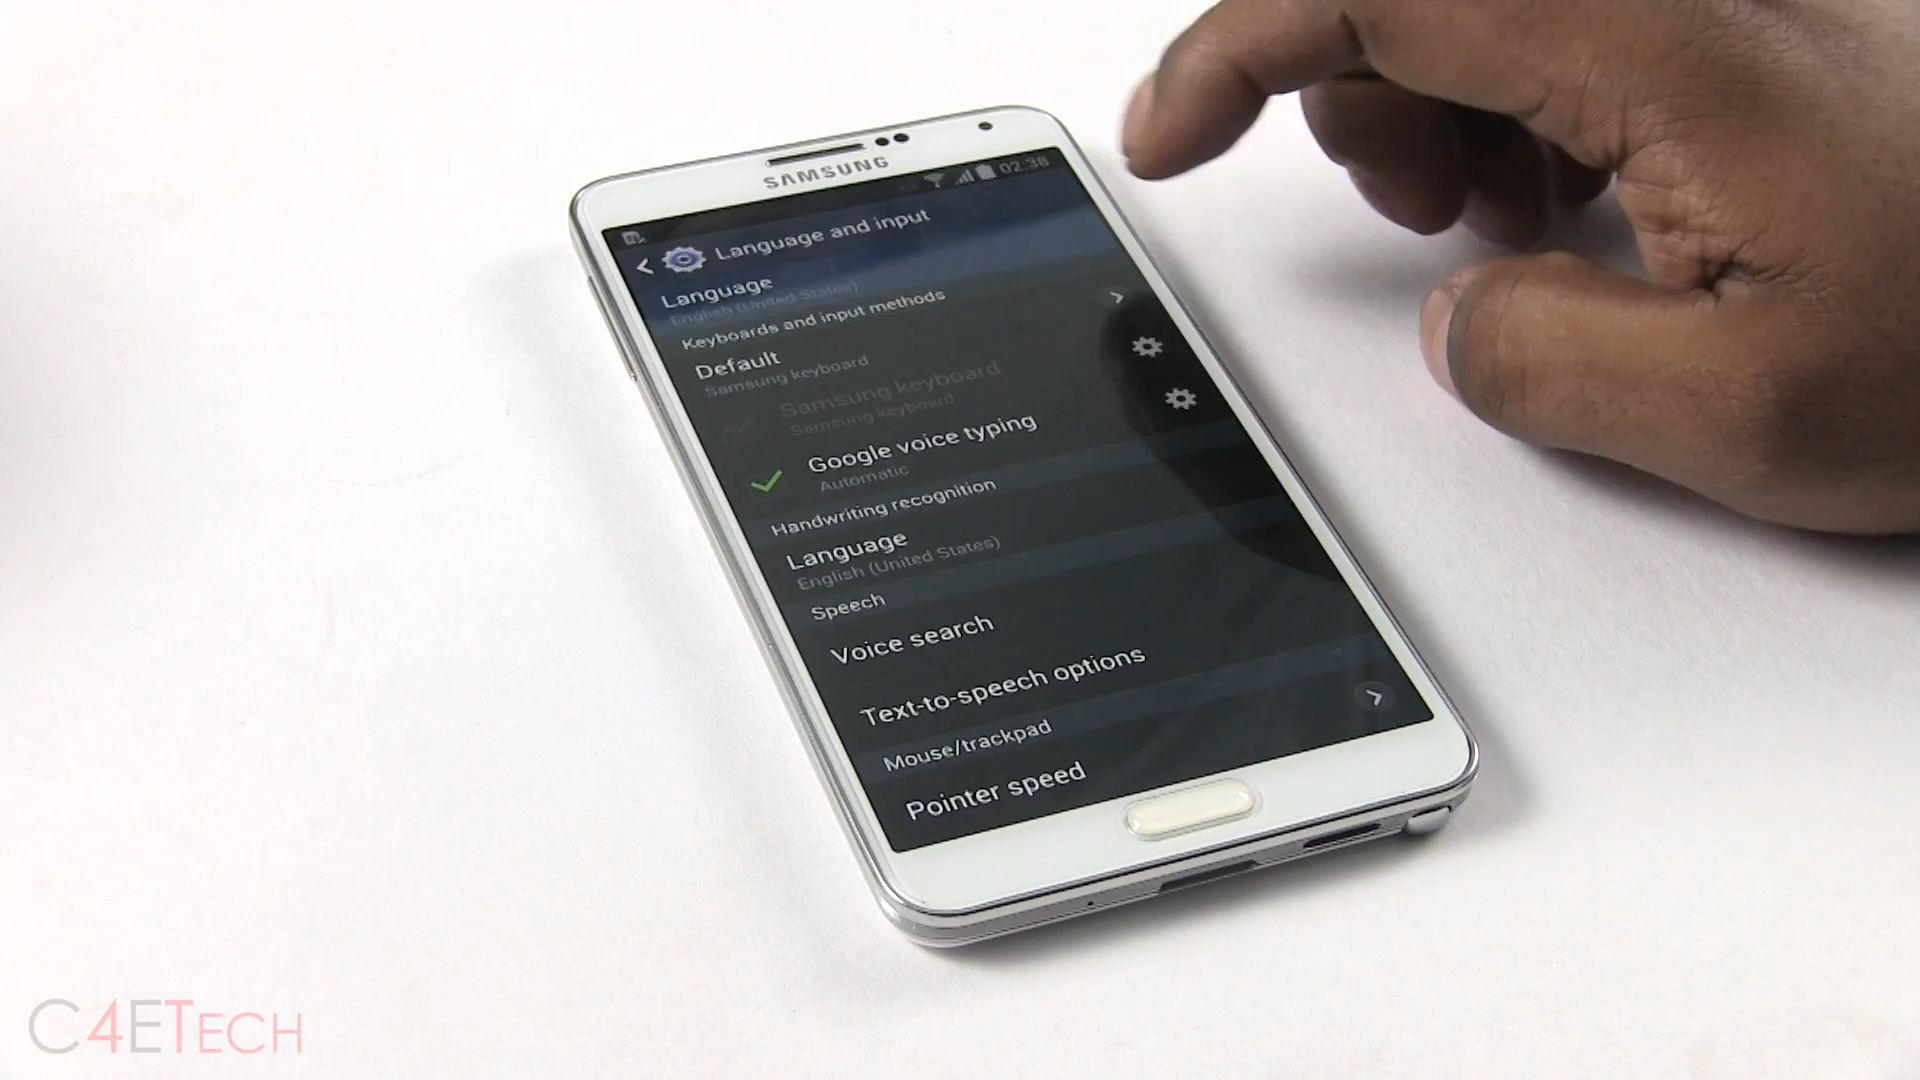 SAMSUNG
02:38
Language and input
Language
English (United States)
Keyboards and input methods
Default
Samsung keyboard
Samsung keyboard
Samsung keyboard
Google voice typing
Automatic
Handwriting recognition
Language
English (United States)
Speech
Voice search
Text-to-speech options
Mouse/trackpad
Pointer speed
C4ETECH